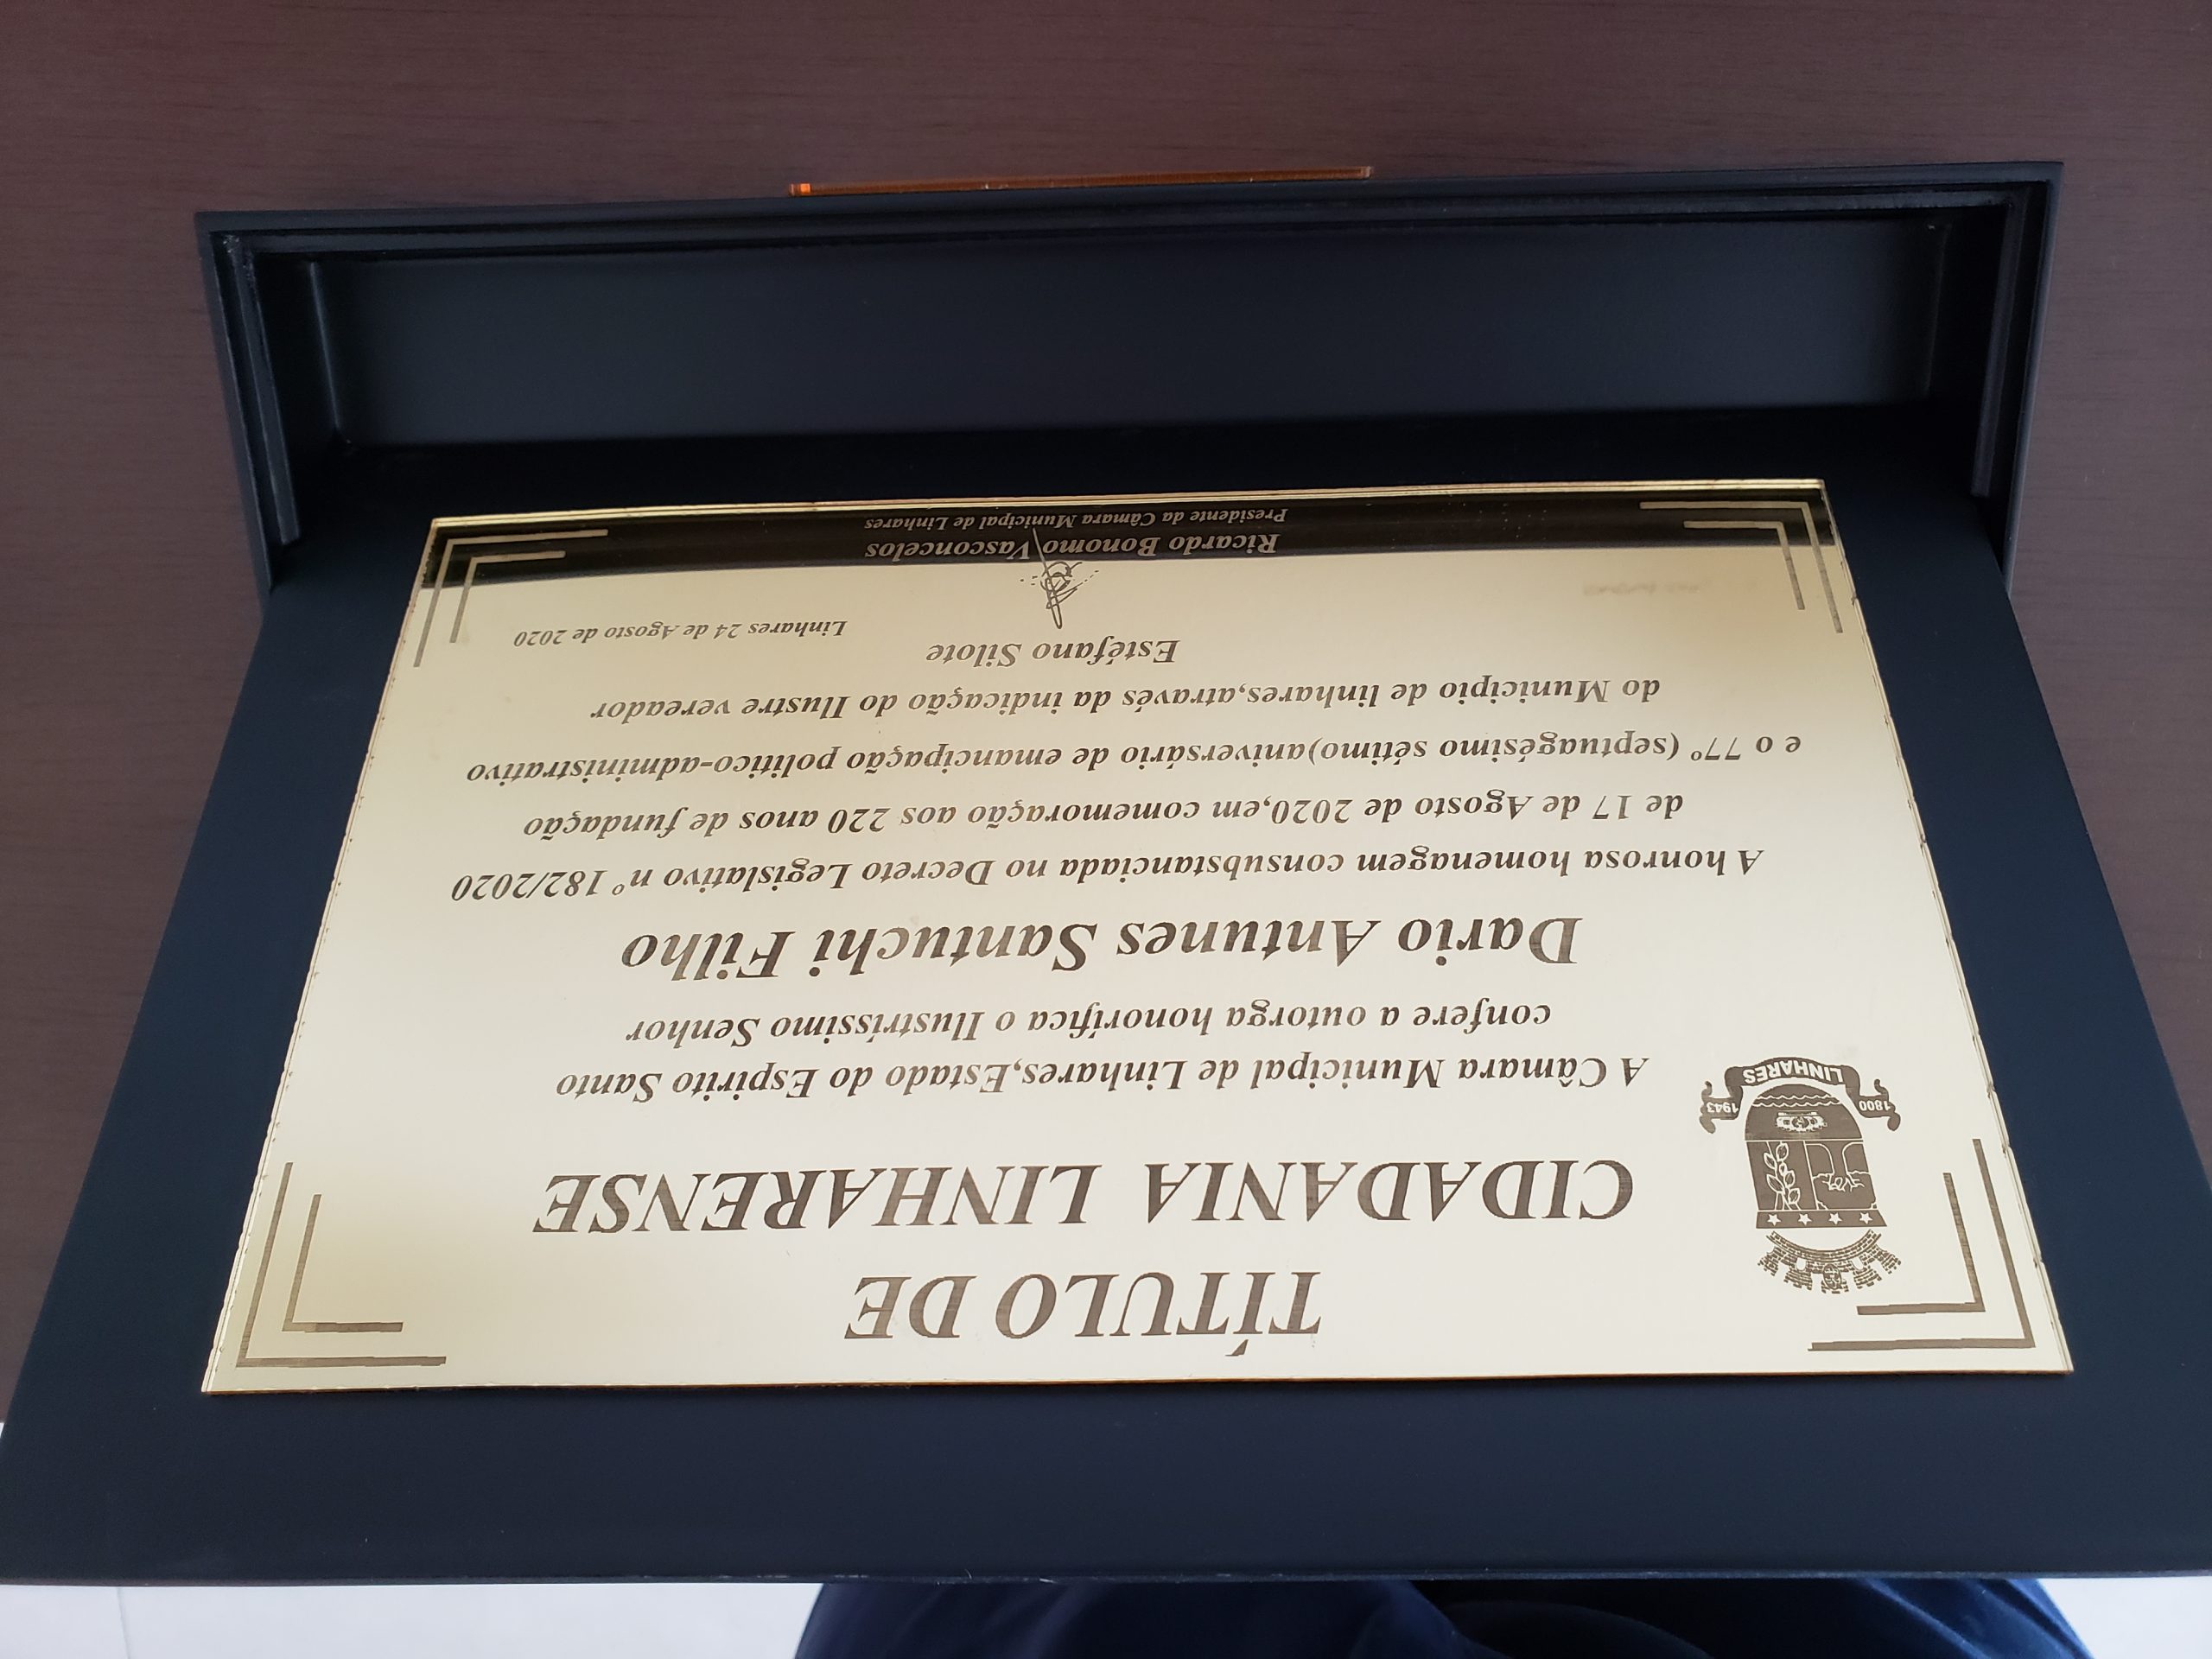 TÍTULO DE
CIDADANIA LINHARENSE
1800 LINHARES 1943
A Câmara Municipal de Linhares,Estado do Espirito Santo
confere a outorga honorífica o Ilustríssimo Senhor
Dario Antunes Santuchi Filho
A honrosa homenagem consubstanciada no Decreto Legislativo nº 182/2020
de 17 de Agosto de 2020,em comemoração aos 220 anos de fundação
e o 77º (septuagésimo sétimo)aniversário de emancipação politico-administrativo
do Municipio de linhares,através da indicação do Ilustre vereador
Estéfano Silote
Linhares 24 de Agosto de 2020
Ricardo Bonomo Vasconcelos
Presidente da Câmara Municipal de Linhares